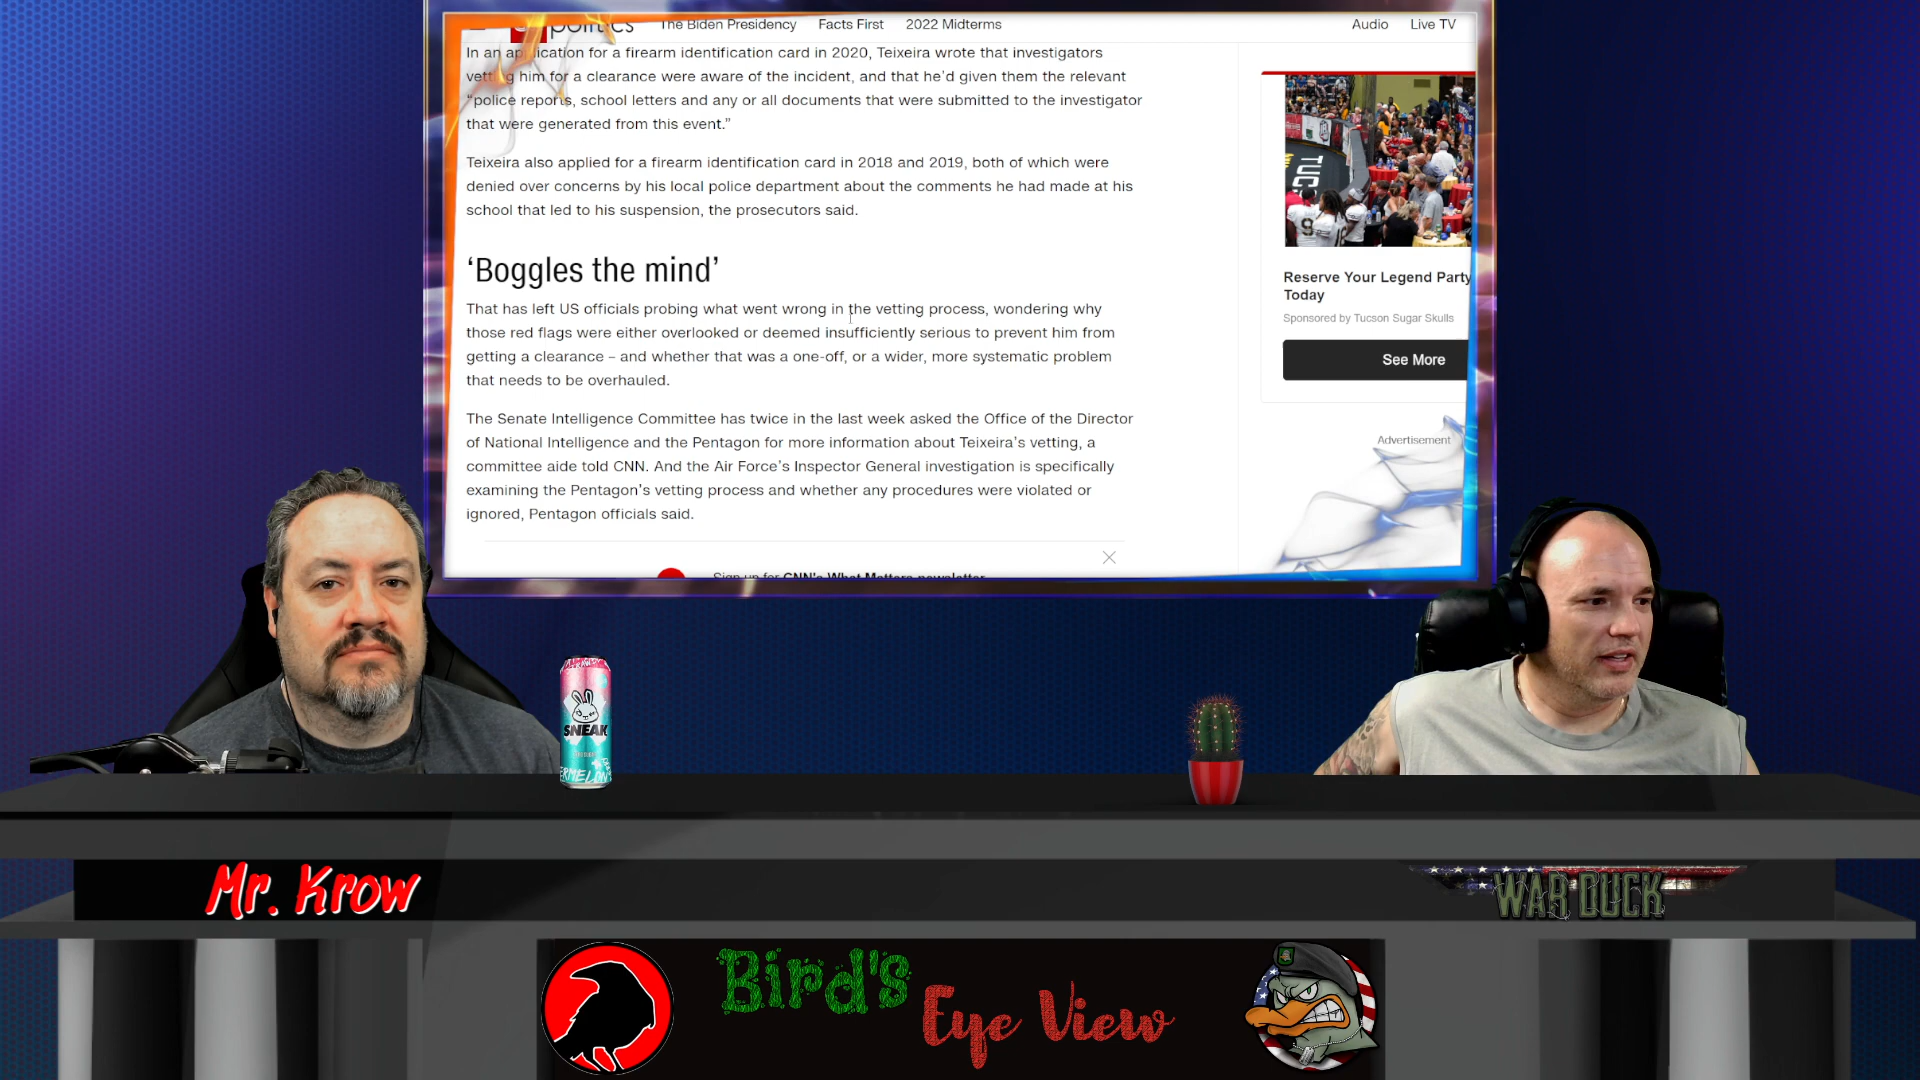 politics The Biden Presidency Facts First 2022 Midterms Audio Live TV
In an application for a firearm identification card in 2020, Teixeira wrote that investigators
vetting him for a clearance were aware of the incident, and that he’d given them the relevant
“police reports, school letters and any or all documents that were submitted to the investigator
that were generated from this event.”
Teixeira also applied for a firearm identification card in 2018 and 2019, both of which were
denied over concerns by his local police department about the comments he had made at his
school that led to his suspension, the prosecutors said.
‘Boggles the mind’
That has left US officials probing what went wrong in the vetting process, wondering why
those red flags were either overlooked or deemed insufficiently serious to prevent him from
getting a clearance – and whether that was a one-off, or a wider, more systematic problem
that needs to be overhauled.
The Senate Intelligence Committee has twice in the last week asked the Office of the Director
of National Intelligence and the Pentagon for more information about Teixeira’s vetting, a
committee aide told CNN. And the Air Force’s Inspector General investigation is specifically
examining the Pentagon’s vetting process and whether any procedures were violated or
ignored, Pentagon officials said.
Sign up for CNN's What Matters newsletter
TUCS
9
Reserve Your Legend Party
Today
Sponsored by Tucson Sugar Skulls
See More
Advertisement
SNEAK
Mr. Krow
WAR DUCK
Bird's
Eye View